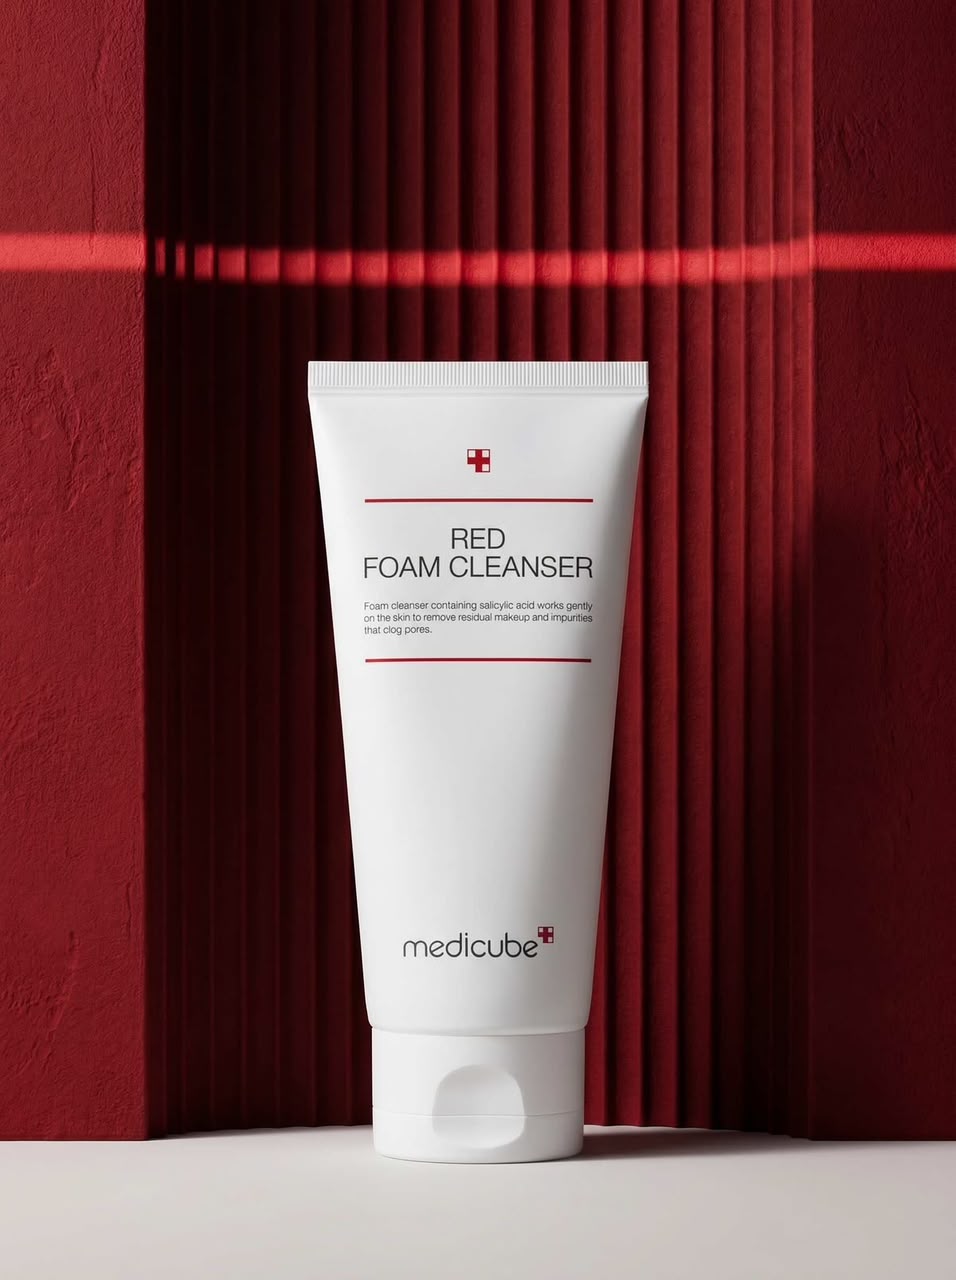 RED
FOAM CLEANSER
Foam cleanser containing salicylic acid works gently
on the skin to remove residual makeup and impurities
that clog pores.
medicube